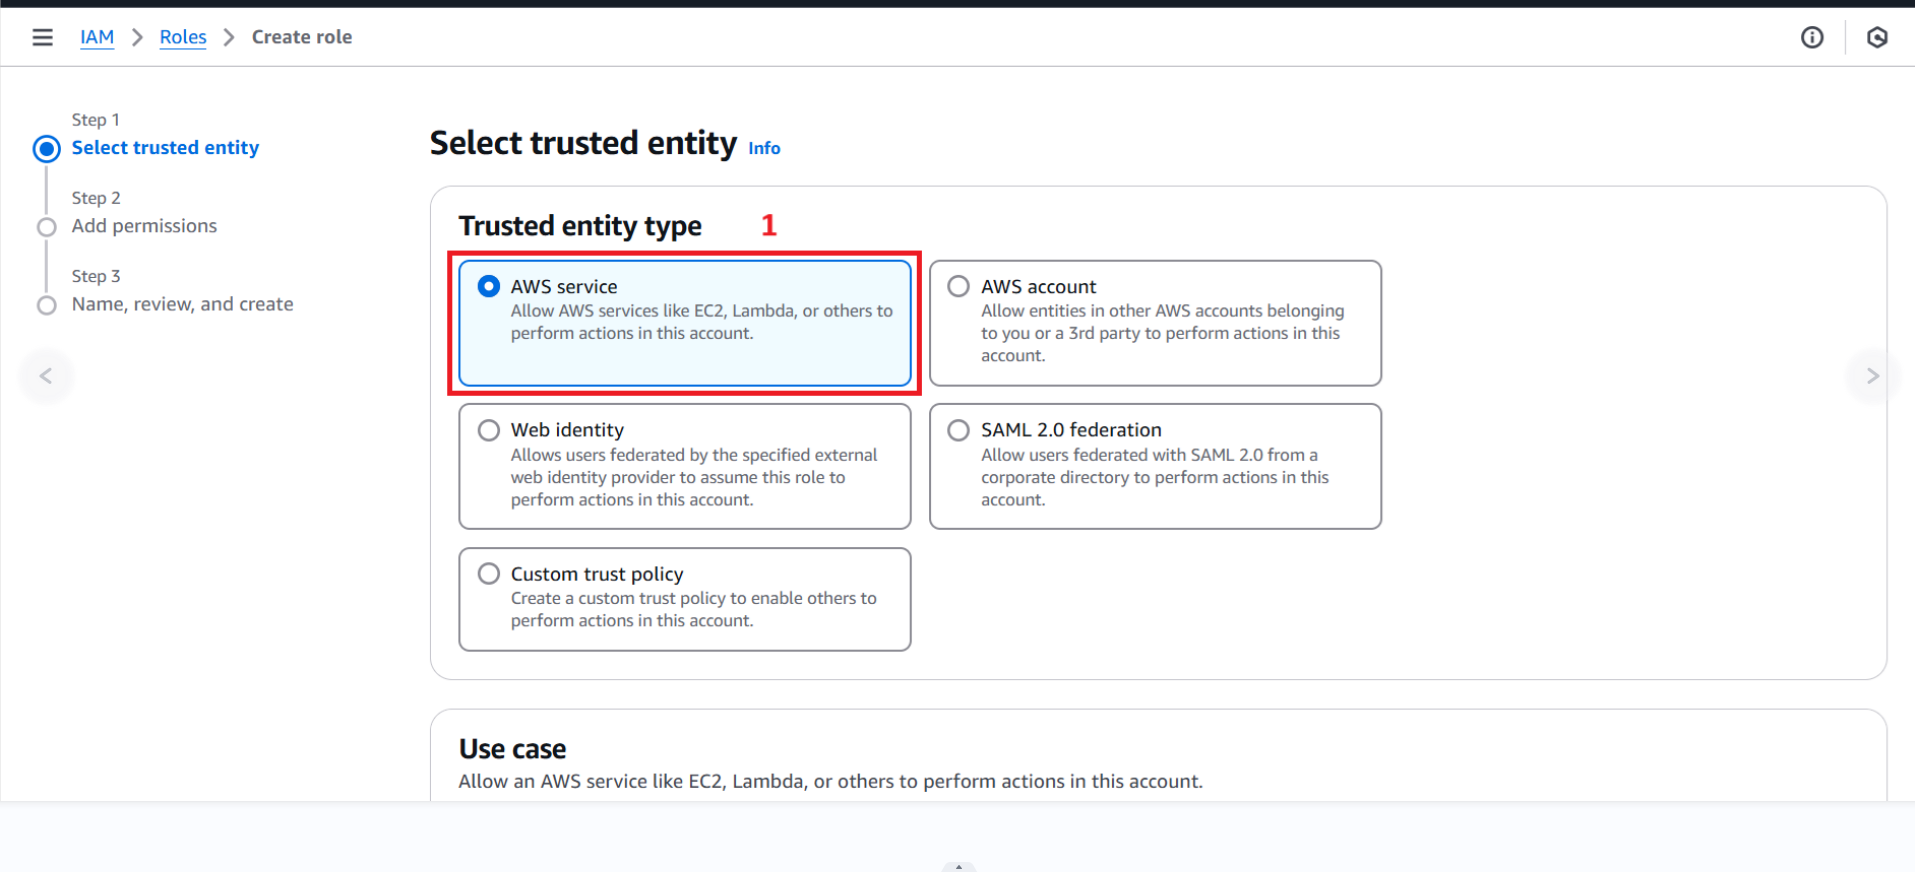 IAM > Roles > Create role
Step 1
Select trusted entity
Step 2
Add permissions
Step 3
Name, review, and create
Select trusted entity Info
Trusted entity type 1
AWS service
Allow AWS services like EC2, Lambda, or others to
perform actions in this account.
AWS account
Allow entities in other AWS accounts belonging
to you or a 3rd party to perform actions in this
account.
Web identity
Allows users federated by the specified external
web identity provider to assume this role to
perform actions in this account.
SAML 2.0 federation
Allow users federated with SAML 2.0 from a
corporate directory to perform actions in this
account.
Custom trust policy
Create a custom trust policy to enable others to
perform actions in this account.
Use case
Allow an AWS service like EC2, Lambda, or others to perform actions in this account.